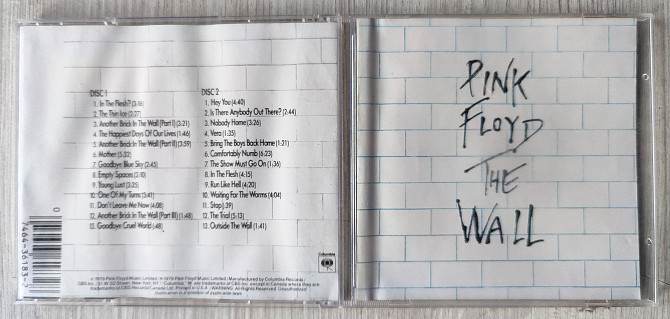 DISC 1
1. In The Flesh? (3:16)
2. The Thin Ice (2:27)
3. Another Brick In The Wall (Part I) (3:21)
4. The Happiest Days Of Our Lives (1:46)
5. Another Brick In The Wall (Part II) (3:59)
6. Mother (5:32)
7. Goodbye Blue Sky (2:45)
8. Empty Spaces (2:10)
9. Young Lust (3:25)
10. One Of My Turns (3:41)
11. Don't Leave Me Now (4:08)
12. Another Brick In The Wall (Part III) (1:48)
13. Goodbye Cruel World (:48)
DISC 2
1. Hey You (4:40)
2. Is There Anybody Out There? (2:44)
3. Nobody Home (3:26)
4. Vera (1:35)
5. Bring The Boys Back Home (1:21)
6. Comfortably Numb (6:23)
7. The Show Must Go On (1:36)
8. In The Flesh (4:15)
9. Run Like Hell (4:20)
10. Waiting For The Worms (4:04)
11. Stop (:39)
12. The Trial (5:13)
13. Outside The Wall (1:41)
0
7464-36183-2
Columbia
PINK
FLOYD
THE
WALL